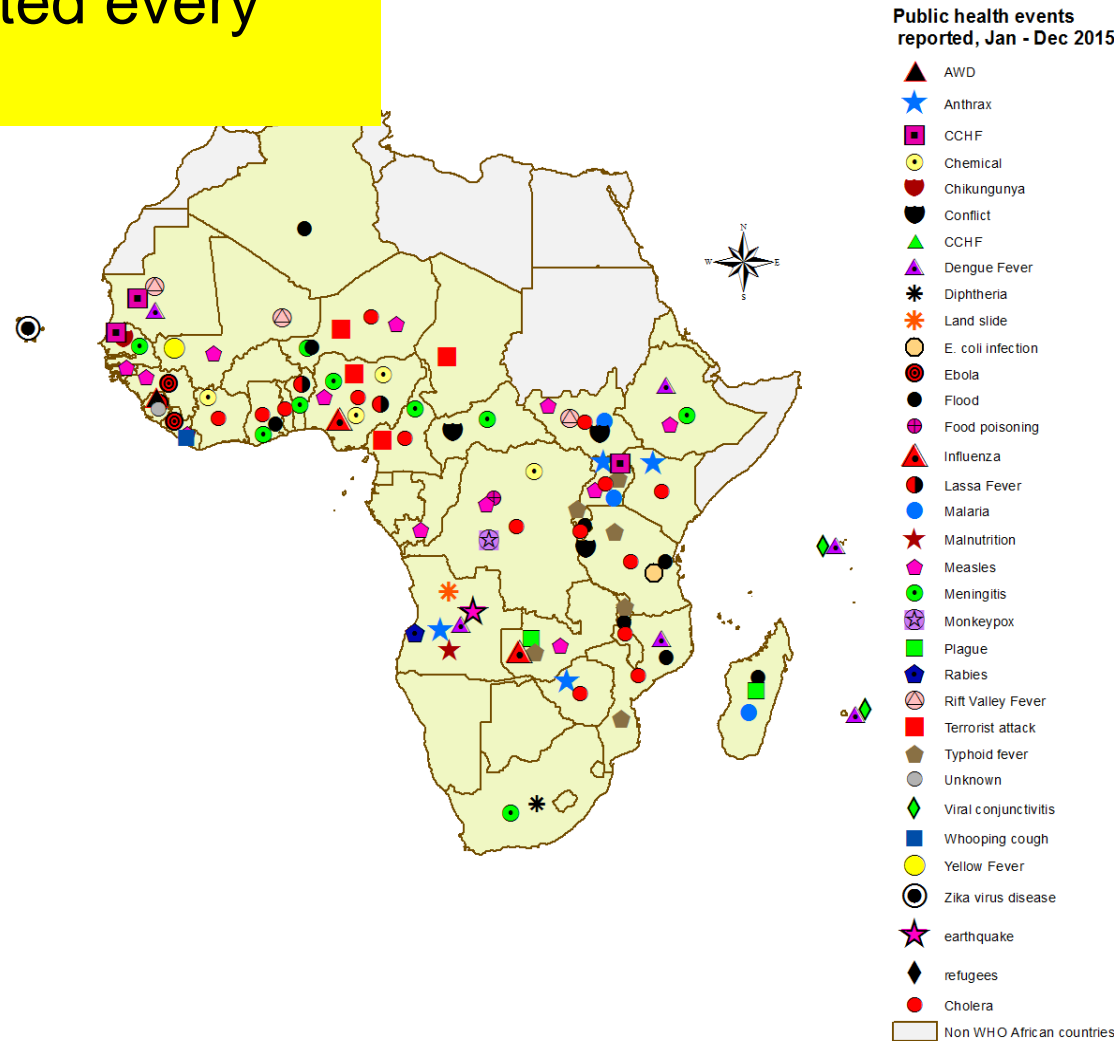 ted every
Public health events
reported, Jan - Dec 2015
AWD
Anthrax
CCHF
Chemical
Chikungunya
Conflict
CCHF
Dengue Fever
Diphtheria
Land slide
E. coli infection
Ebola
Flood
Food poisoning
Influenza
Lassa Fever
Malaria
Malnutrition
Measles
Meningitis
Monkeypox
Plague
Rabies
Rift Valley Fever
Terrorist attack
Typhoid fever
Unknown
Viral conjunctivitis
Whooping cough
Yellow Fever
Zika virus disease
earthquake
refugees
Cholera
Non WHO African countries
N
W E
S